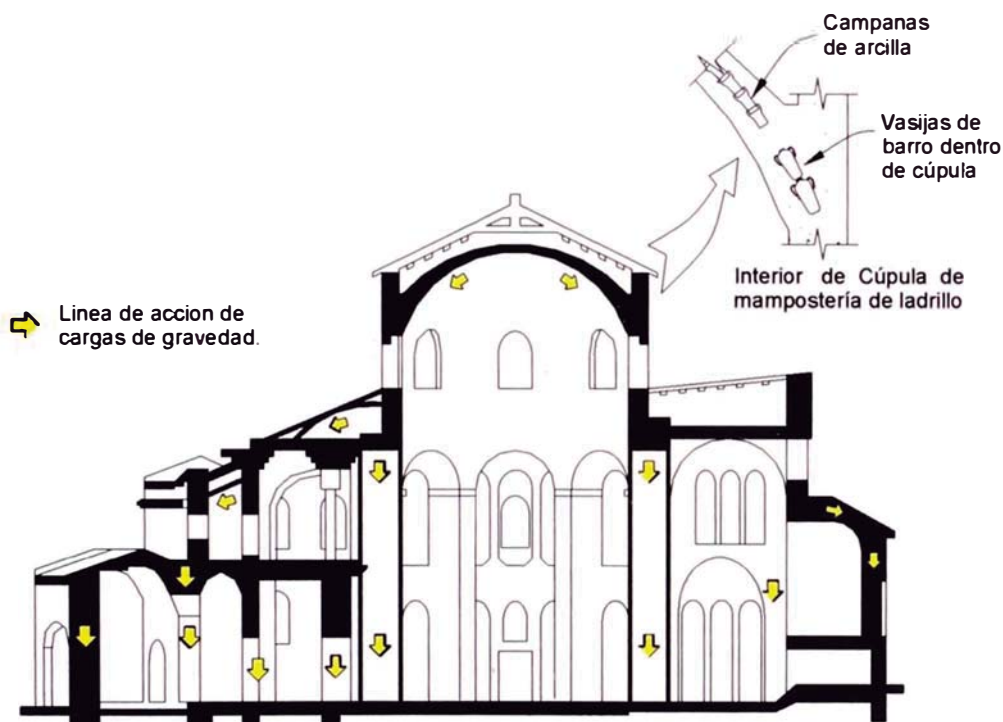 Campanas
de arcilla
Vasijas de
barro dentro
de cúpula
Interior de Cúpula de
mampostería de ladrillo
Linea de accion de
cargas de gravedad.